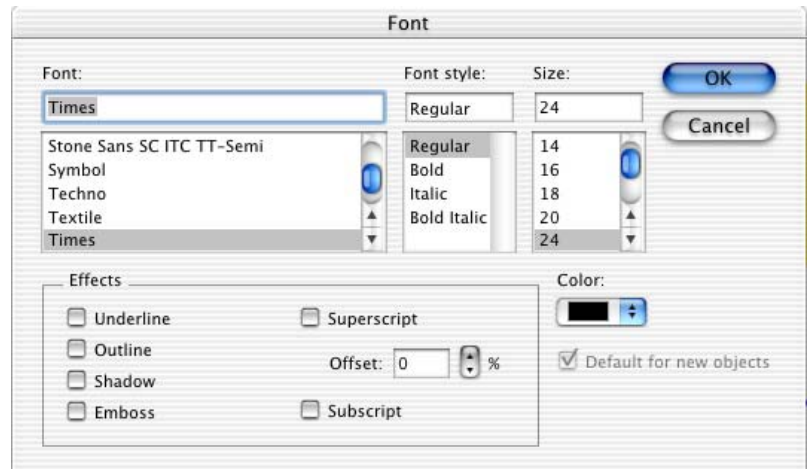 Font
Font: Font style: Size:
Times Regular 24
OK
Cancel
Stone Sans SC ITC TT-Semi Regular 14
Symbol Bold 16
Techno Italic 18
Textile Bold Italic 20
Times 24
Effects Color:
Underline Superscript
Outline Offset: 0 % Default for new objects
Shadow
Emboss Subscript